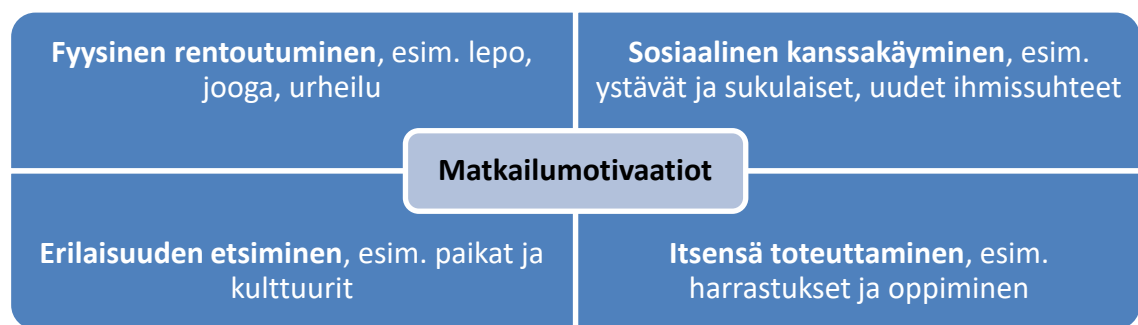 Fyysinen rentoutuminen, esim. lepo,
jooga, urheilu
Sosiaalinen kanssakäyminen, esim.
ystävät ja sukulaiset, uudet ihmissuhteet
Matkailumotivaatiot
Erilaisuuden etsiminen, esim. paikat ja
kulttuurit
Itsensä toteuttaminen, esim.
harrastukset ja oppiminen